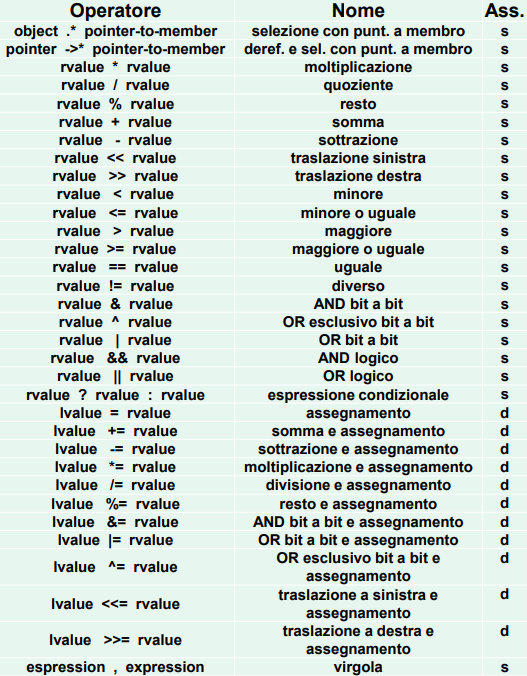 Operatore Nome Ass.
object .* pointer-to-member selezione con punt. a membro s
pointer ->* pointer-to-member deref. e sel. con punt. a membro s
rvalue * rvalue moltiplicazione s
rvalue / rvalue quoziente s
rvalue % rvalue resto s
rvalue + rvalue somma s
rvalue - rvalue sottrazione s
rvalue << rvalue traslazione sinistra s
rvalue >> rvalue traslazione destra s
rvalue < rvalue minore s
rvalue <= rvalue minore o uguale s
rvalue > rvalue maggiore s
rvalue >= rvalue maggiore o uguale s
rvalue == rvalue uguale s
rvalue != rvalue diverso s
rvalue & rvalue AND bit a bit s
rvalue ^ rvalue OR esclusivo bit a bit s
rvalue | rvalue OR bit a bit s
rvalue && rvalue AND logico s
rvalue || rvalue OR logico s
rvalue ? rvalue : rvalue espressione condizionale s
lvalue = rvalue assegnamento d
lvalue += rvalue somma e assegnamento d
lvalue -= rvalue sottrazione e assegnamento d
lvalue *= rvalue moltiplicazione e assegnamento d
lvalue /= rvalue divisione e assegnamento d
lvalue %= rvalue resto e assegnamento d
lvalue &= rvalue AND bit a bit e assegnamento d
lvalue |= rvalue OR bit a bit e assegnamento d
lvalue ^= rvalue OR esclusivo bit a bit e d
assegnamento
lvalue <<= rvalue traslazione a sinistra e d
assegnamento
lvalue >>= rvalue traslazione a destra e d
assegnamento
espression , expression virgola s